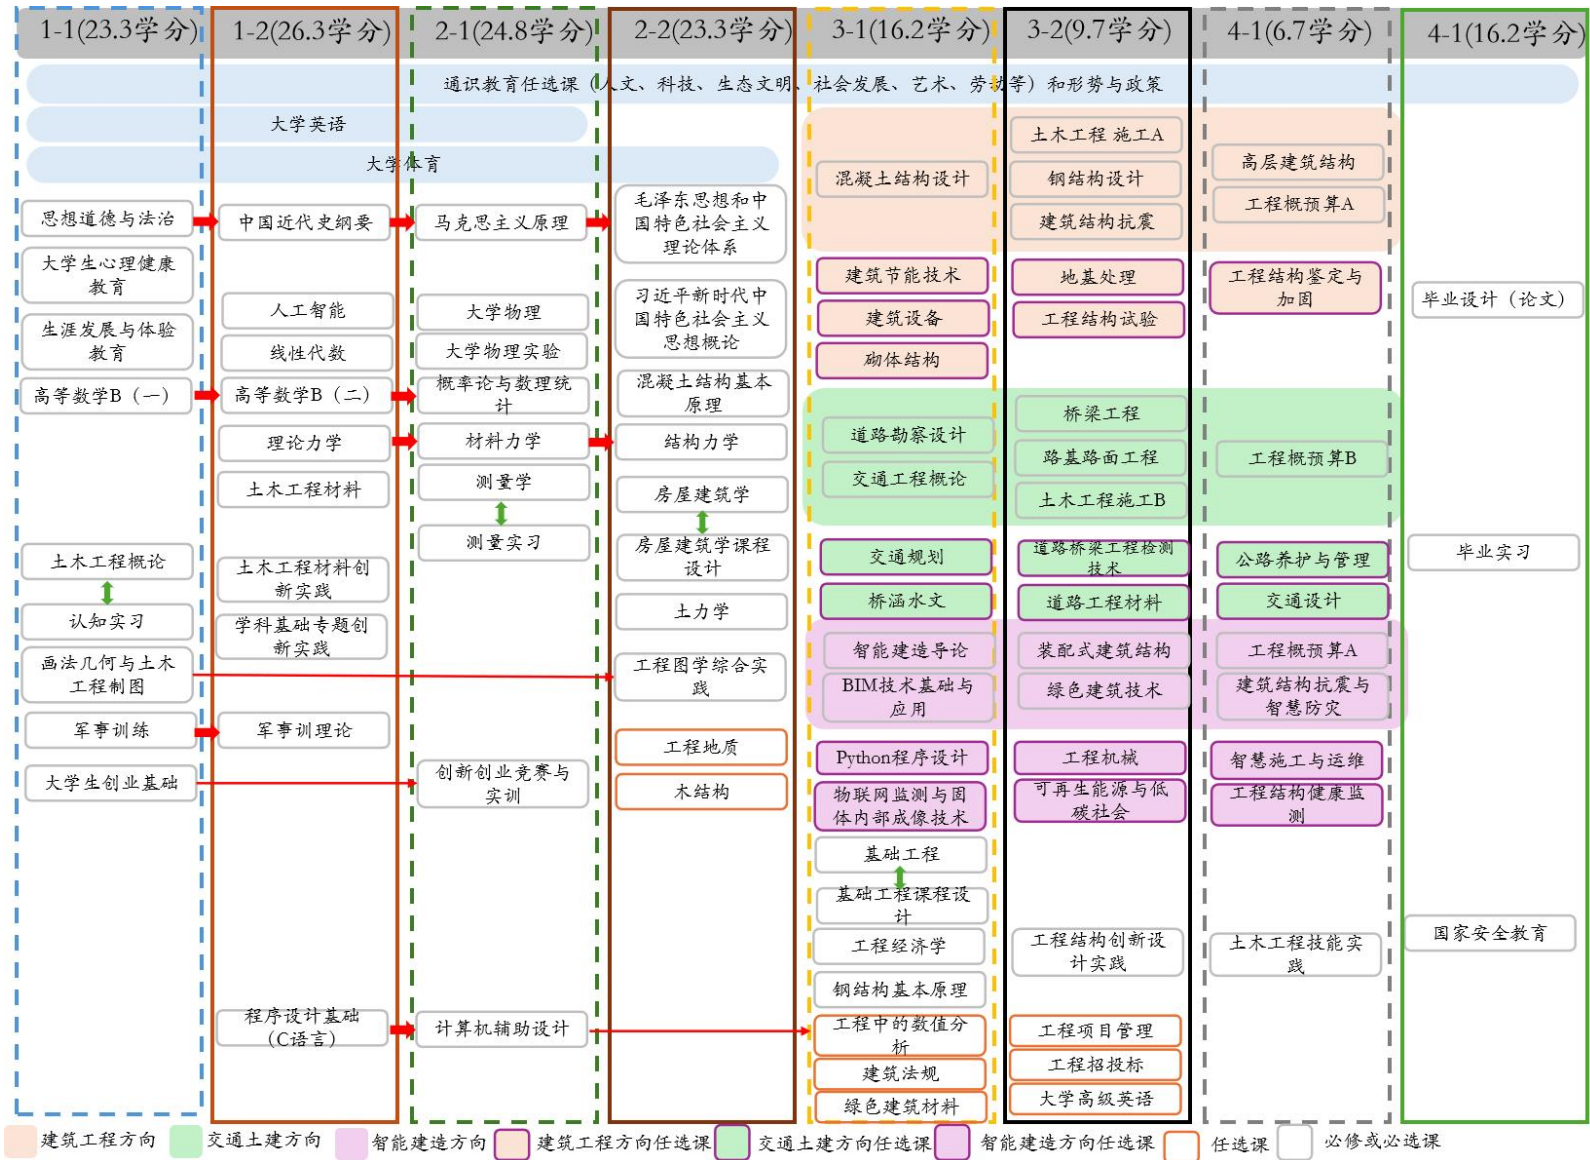 1-1(23.3学分)
1-2(26.3学分)
2-1(24.8学分)
2-2(23.3学分)
3-1(16.2学分)
3-2(9.7学分)
4-1(6.7学分)
4-1(16.2学分)
通识教育任选课（人文、科技、生态文明、社会发展、艺术、劳动等）和形势与政策
大学英语
大学体育
思想道德与法治
大学生心理健康
教育
生涯发展与体验
教育
高等数学B（一）
土木工程概论
认知实习
画法几何与土木
工程制图
军事训练
大学生创业基础
中国近代史纲要
人工智能
线性代数
高等数学B（二）
理论力学
土木工程材料
土木工程材料创
新实践
学科基础专题创
新实践
军事训理论
程序设计基础
（C语言）
马克思主义原理
大学物理
大学物理实验
概率论与数理统
计
材料力学
测量学
测量实习
创新创业竞赛与
实训
计算机辅助设计
毛泽东思想和中
国特色社会主义
理论体系
习近平新时代中
国特色社会主义
思想概论
混凝土结构基本
原理
结构力学
房屋建筑学
房屋建筑学课程
设计
土力学
工程图学综合实
践
工程地质
木结构
混凝土结构设计
建筑节能技术
建筑设备
砌体结构
道路勘察设计
交通工程概论
交通规划
桥涵水文
智能建造导论
BIM技术基础与
应用
Python程序设计
物联网监测与固
体内部成像技术
基础工程
基础工程课程设
计
工程经济学
钢结构基本原理
工程中的数值分
析
建筑法规
绿色建筑材料
土木工程 施工A
钢结构设计
建筑结构抗震
地基处理
工程结构试验
桥梁工程
路基路面工程
土木工程施工B
道路桥梁工程检测
技术
道路工程材料
装配式建筑结构
绿色建筑技术
工程机械
可再生能源与低
碳社会
工程结构创新设
计实践
工程项目管理
工程招投标
大学高级英语
高层建筑结构
工程概预算A
工程结构鉴定与
加固
工程概预算B
公路养护与管理
交通设计
工程概预算A
建筑结构抗震与
智慧防灾
智慧施工与运维
工程结构健康监
测
土木工程技能实
践
毕业设计（论文）
毕业实习
国家安全教育
建筑工程方向
交通土建方向
智能建造方向
建筑工程方向任选课
交通土建方向任选课
智能建造方向任选课
任选课
必修或必选课